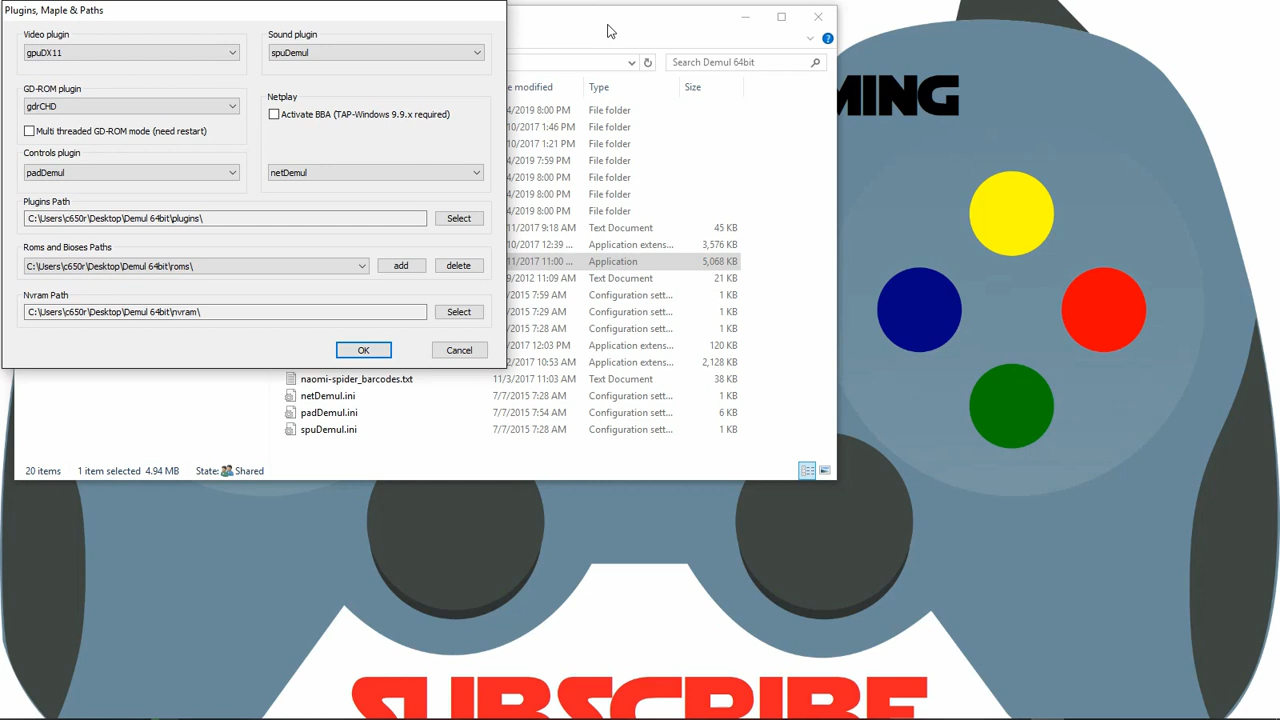 Plugins, Maple & Paths
Video plugin
gpuDX11
Sound plugin
spuDemul
GD-ROM plugin
gdrCHD
Multi threaded GD-ROM mode (need restart)
Netplay
Activate BBA (TAP-Windows 9.9.x required)
Controls plugin
padDemul
netDemul
Plugins Path
C:\Users\c650r\Desktop\Demul 64bit\plugins\
Select
Roms and Bioses Paths
C:\Users\c650r\Desktop\Demul 64bit\roms\
add
delete
Nvram Path
C:\Users\c650r\Desktop\Demul 64bit\nvram\
Select
OK
Cancel
Search Demul 64bit
e modified Type Size
4/2019 8:00 PM File folder
10/2017 1:46 PM File folder
10/2017 1:21 PM File folder
4/2019 7:59 PM File folder
4/2019 8:00 PM File folder
4/2019 8:00 PM File folder
4/2019 8:00 PM File folder
11/2017 9:18 AM Text Document 45 KB
10/2017 12:39 ... Application extens... 3,576 KB
11/2017 11:00 ... Application 5,068 KB
9/2012 11:09 AM Text Document 21 KB
2015 7:59 AM Configuration sett... 1 KB
2015 7:29 AM Configuration sett... 1 KB
2015 7:28 AM Configuration sett... 1 KB
2017 12:03 PM Application extens... 120 KB
2/2017 10:53 AM Application extens... 2,128 KB
naomi-spider_barcodes.txt 11/3/2017 11:03 AM Text Document 38 KB
netDemul.ini 7/7/2015 7:28 AM Configuration sett... 1 KB
padDemul.ini 7/7/2015 7:54 AM Configuration sett... 6 KB
spuDemul.ini 7/7/2015 7:28 AM Configuration sett... 1 KB
20 items 1 item selected 4.94 MB State: Shared
MING
SUBSCRIBE